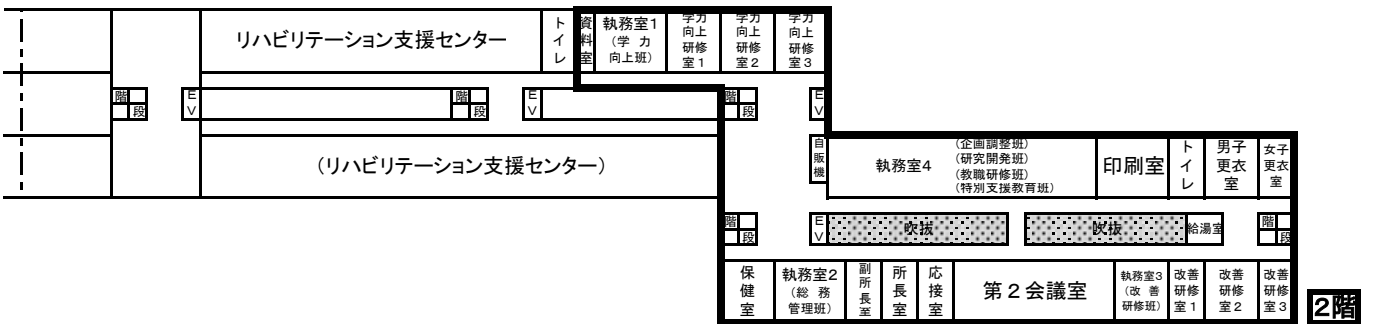 リハビリテーション支援センター
トイレ
資料室
執務室1
(学 力
向上班)
学力
向上
研修
室1
学力
向上
研修
室2
学力
向上
研修
室3
階段
EV
階段
EV
階段
EV
(リハビリテーション支援センター)
自販機
執務室4
(企画調整班)
(研究開発班)
(教職研修班)
(特別支援教育班)
印刷室
トイレ
男子
更衣
室
女子
更衣
室
階段
EV
吹抜
吹抜
給湯室
階段
保健室
執務室2
(総 務
管理班)
副所長室
所長室
応接室
第2会議室
執務室3
(改 善
研修班)
改善
研修
室1
改善
研修
室2
改善
研修
室3
2階